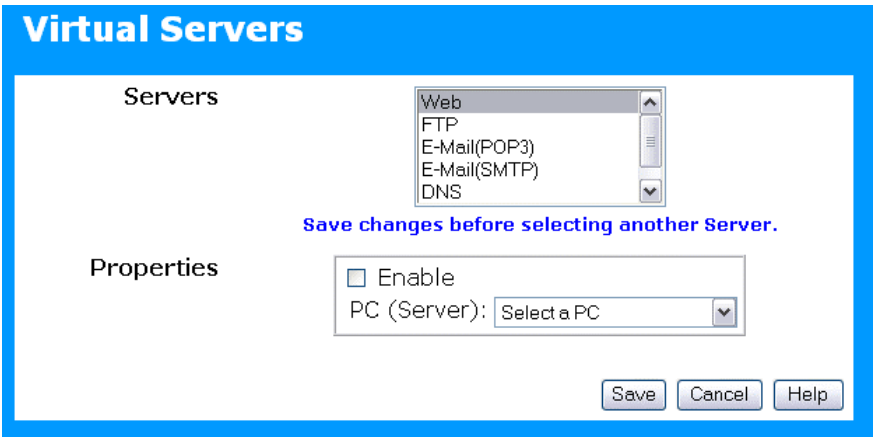 Virtual Servers
Servers
Web
FTP
E-Mail(POP3)
E-Mail(SMTP)
DNS
Save changes before selecting another Server.
Properties
Enable
PC (Server): Select a PC
Save Cancel Help